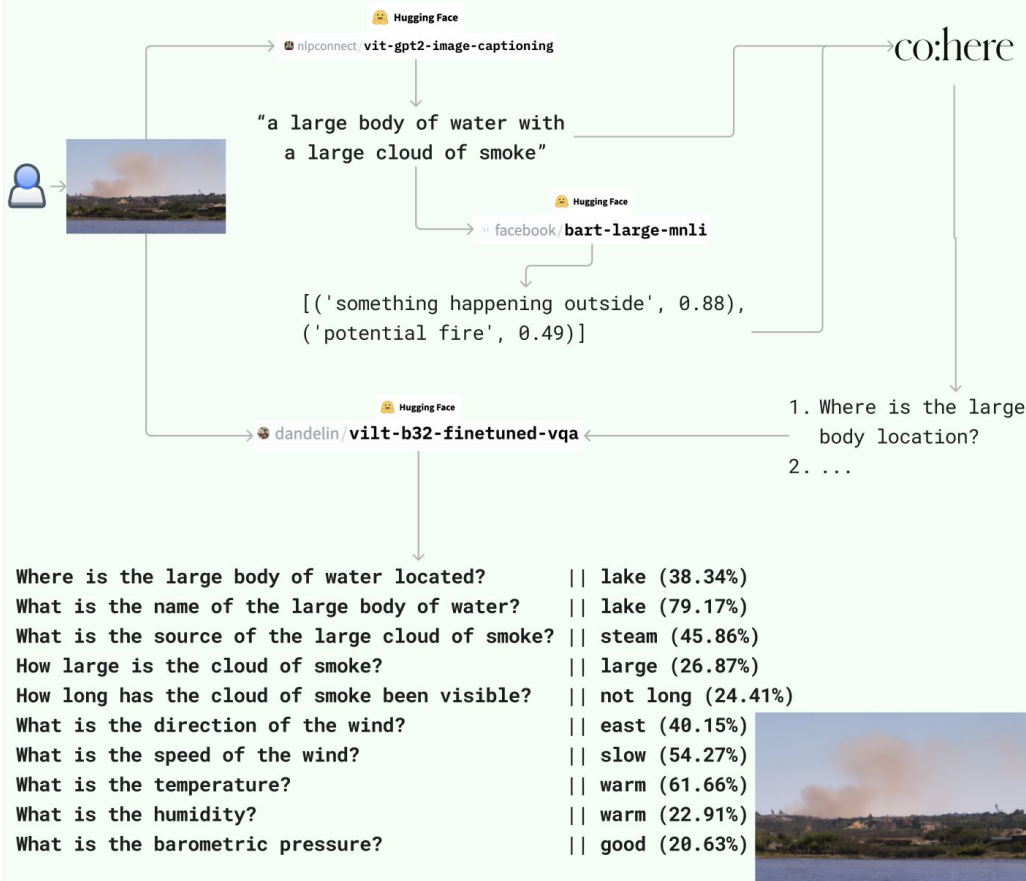 Hugging Face
nlpconnect/vit-gpt2-image-captioning
co:here
“a large body of water with
a large cloud of smoke”
Hugging Face
facebook/bart-large-mnli
[('something happening outside', 0.88),
('potential fire', 0.49)]
Hugging Face
dandelin/vilt-b32-finetuned-vqa
1. Where is the large
body location?
2. ...
Where is the large body of water located? || lake (38.34%)
What is the name of the large body of water? || lake (79.17%)
What is the source of the large cloud of smoke? || steam (45.86%)
How large is the cloud of smoke? || large (26.87%)
How long has the cloud of smoke been visible? || not long (24.41%)
What is the direction of the wind? || east (40.15%)
What is the speed of the wind? || slow (54.27%)
What is the temperature? || warm (61.66%)
What is the humidity? || warm (22.91%)
What is the barometric pressure? || good (20.63%)